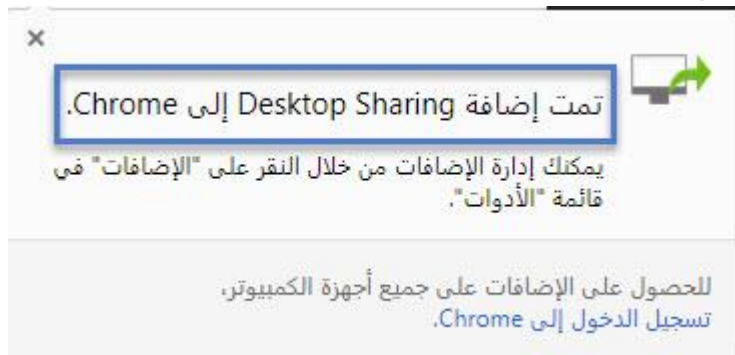 تمت إضافة Desktop Sharing إلى Chrome.
يمكنك إدارة الإضافات من خلال النقر على "الإضافات" في
قائمة "الأدوات".
للحصول على الإضافات على جميع أجهزة الكمبيوتر،
تسجيل الدخول إلى Chrome.